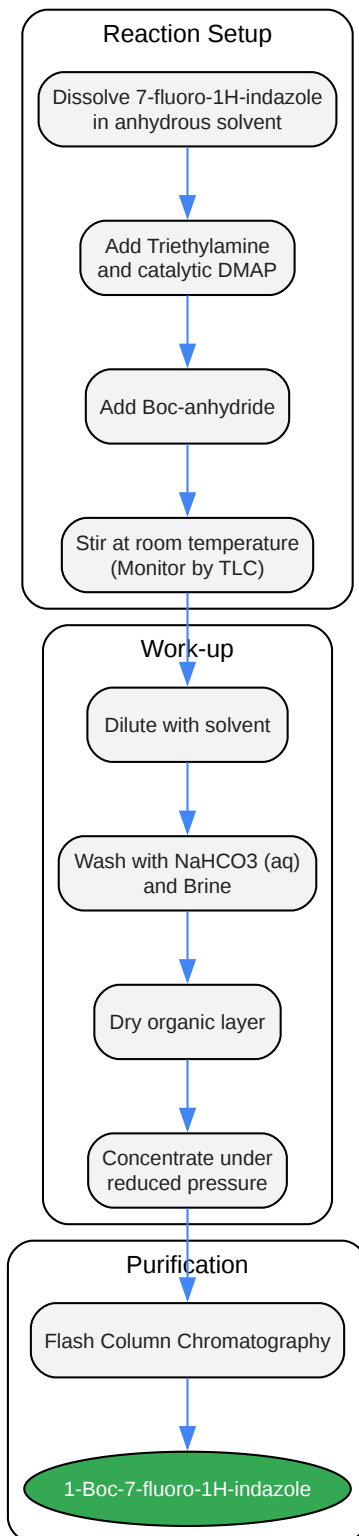 Reaction Setup
Dissolve 7-fluoro-1H-indazole
in anhydrous solvent
Add Triethylamine
and catalytic DMAP
Add Boc-anhydride
Stir at room temperature
(Monitor by TLC)
Work-up
Dilute with solvent
Wash with NaHCO3 (aq)
and Brine
Dry organic layer
Concentrate under
reduced pressure
Purification
Flash Column Chromatography
1-Boc-7-fluoro-1H-indazole